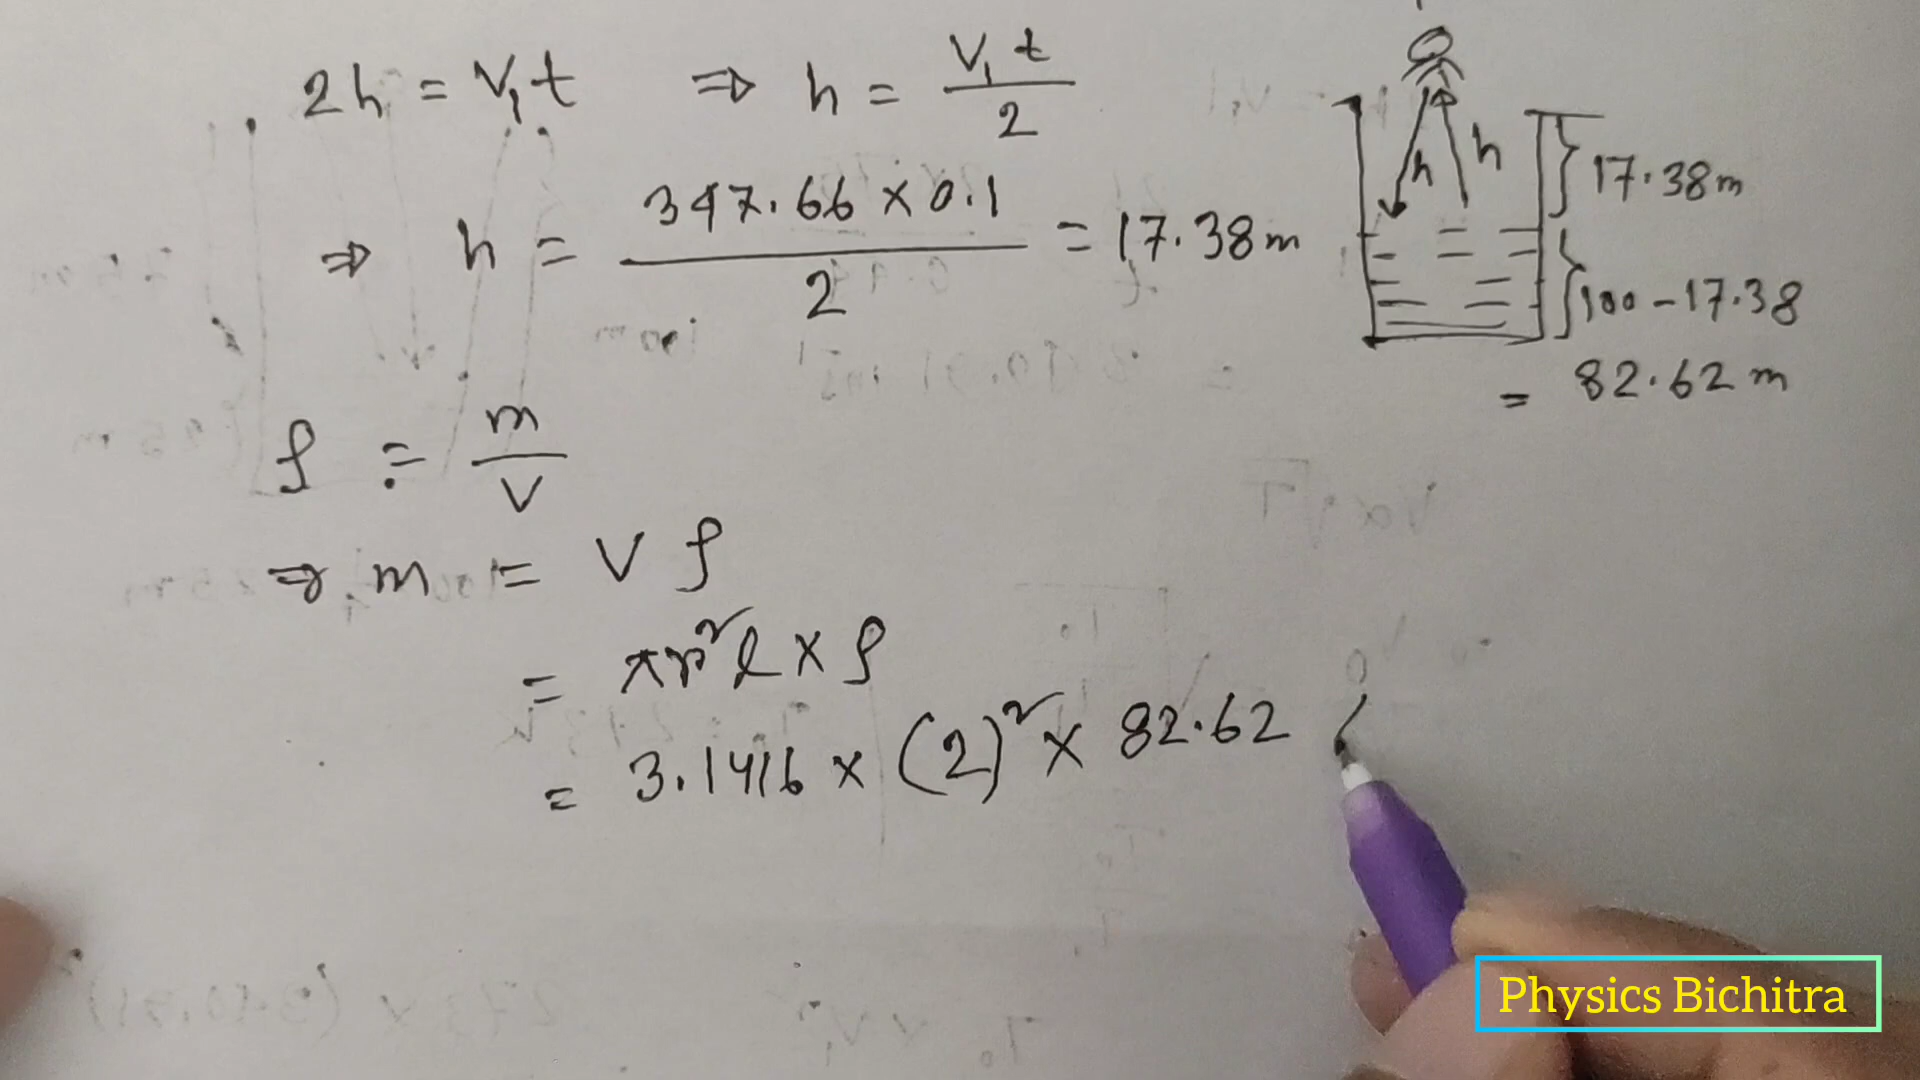 2h = V₁t ⇒ h = V₁t / 2
⇒ h = 347.66 × 0.1 / 2 = 17.38m
h h
17.38m
100 - 17.38
= 82.62 m
ρ = m / V
⇒ m = V ρ
= πr²l × ρ
= 3.1416 × (2)² × 82.62
Physics Bichitra